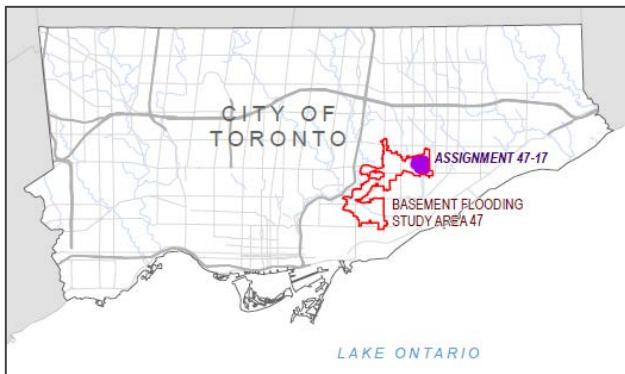 CITY OF
TORONTO
ASSIGNMENT 47-17
BASEMENT FLOODING
STUDY AREA 47
LAKE ONTARIO